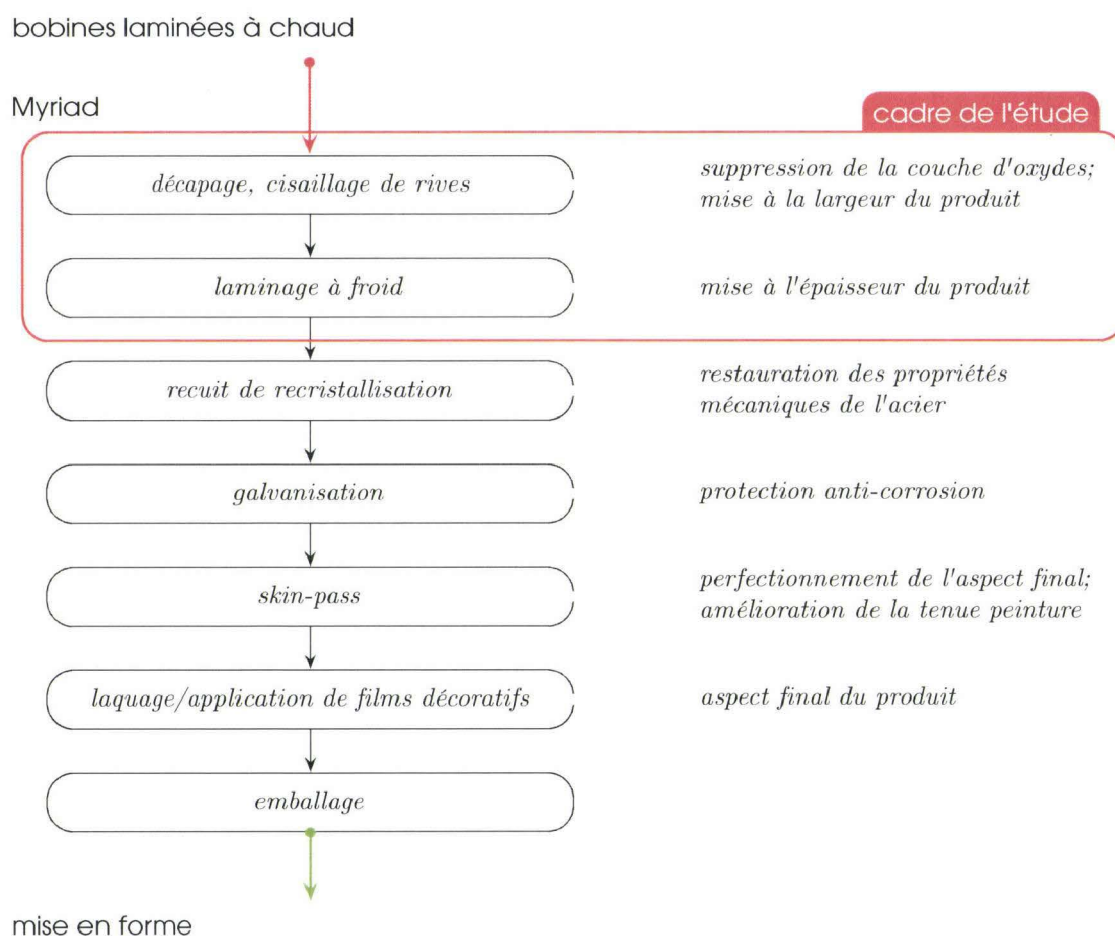 bobines laminées à chaud
Myriad
cadre de l'étude
décapage, cisaillage de rives
suppression de la couche d'oxydes;
mise à la largeur du produit
laminage à froid
mise à l'épaisseur du produit
recuit de recristallisation
restauration des propriétés
mécaniques de l'acier
galvanisation
protection anti-corrosion
skin-pass
perfectionnement de l'aspect final;
amélioration de la tenue peinture
laquage/application de films décoratifs
aspect final du produit
emballage
mise en forme